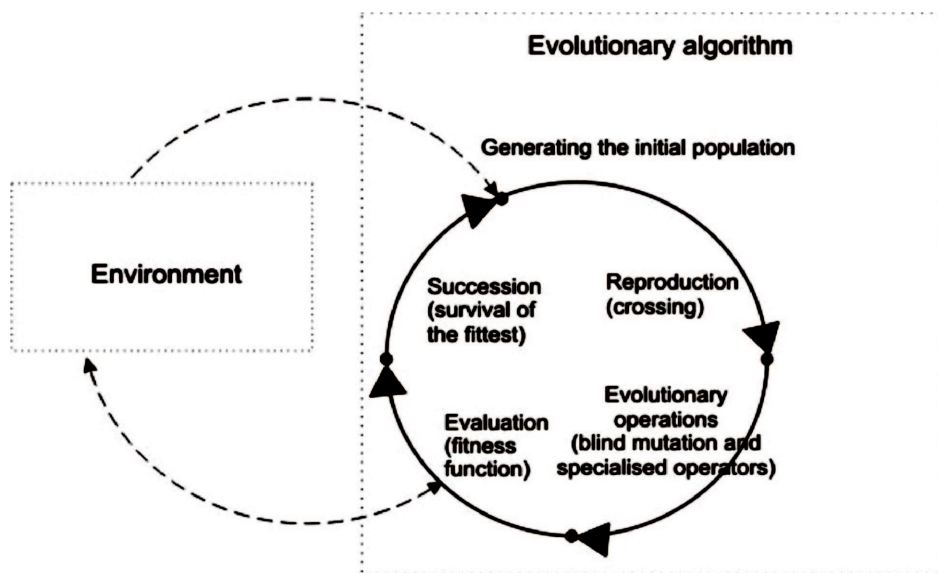 Evolutionary algorithm
Generating the initial population
Environment
Succession
(survival of
the fittest)
Reproduction
(crossing)
Evaluation
(fitness
function)
Evolutionary
operations
(blind mutation and
specialised operators)